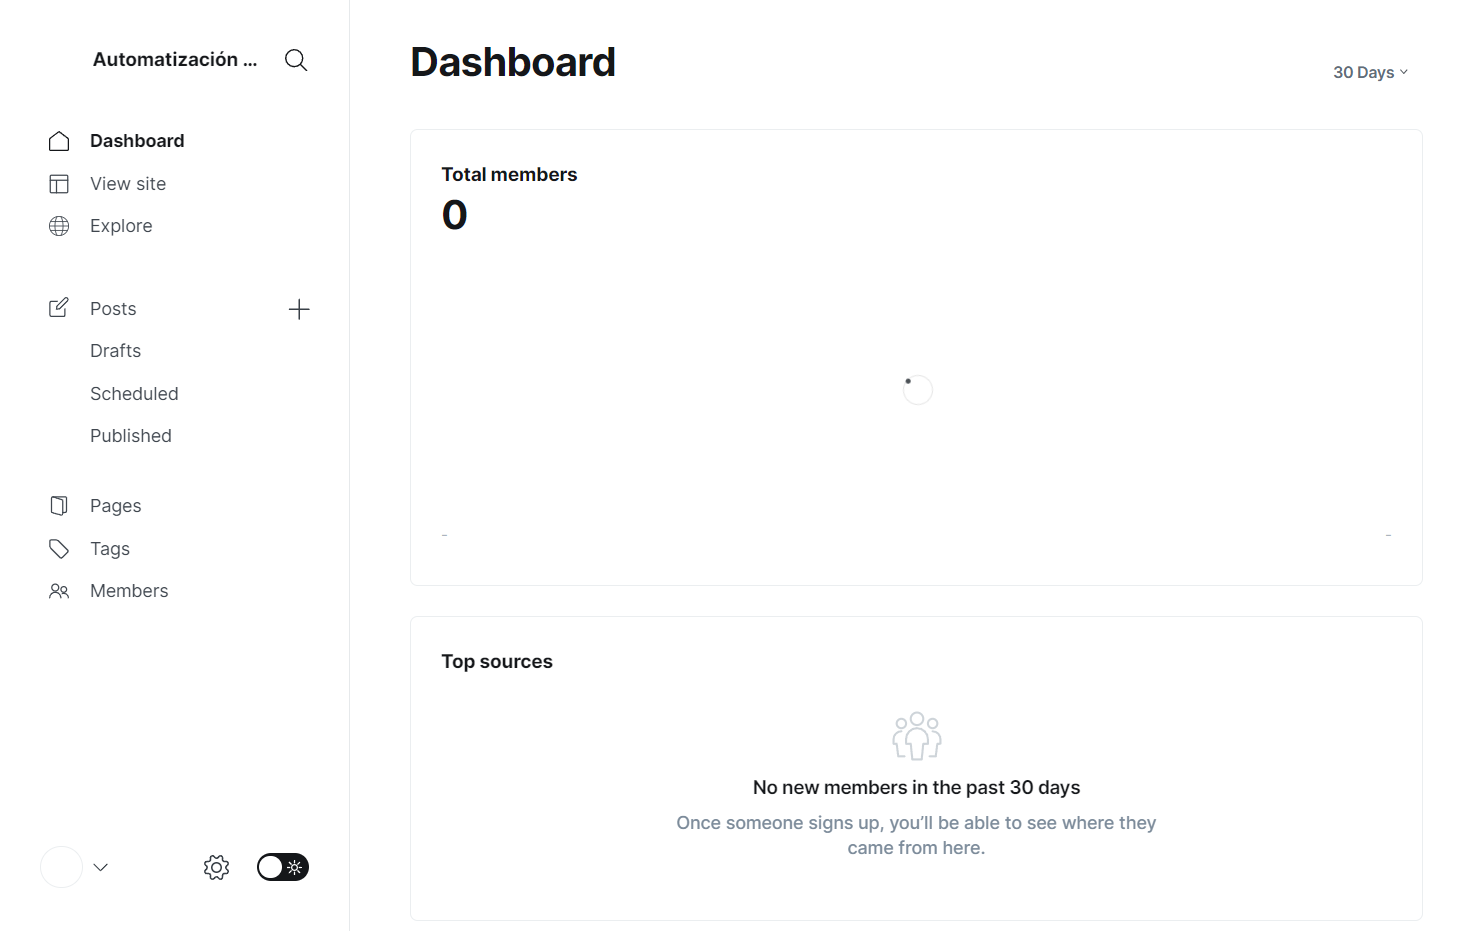 Automatización ...
Dashboard
View site
Explore
Posts
Drafts
Scheduled
Published
Pages
Tags
Members
Dashboard
30 Days
Total members
0
–
–
Top sources
No new members in the past 30 days
Once someone signs up, you’ll be able to see where they
came from here.